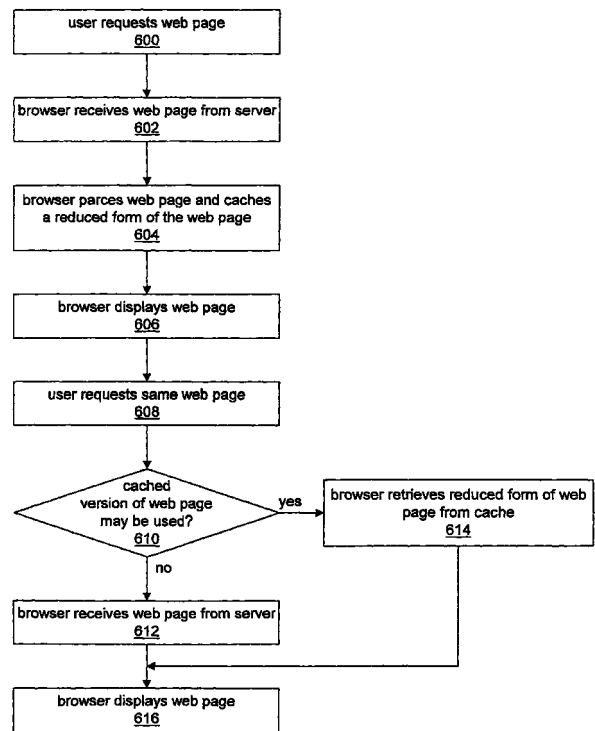 user requests web page
600
browser receives web page from server
602
browser parces web page and caches
a reduced form of the web page
604
browser displays web page
606
user requests same web page
608
cached
version of web page
may be used?
610
yes
browser retrieves reduced form of web
page from cache
614
no
browser receives web page from server
612
browser displays web page
616